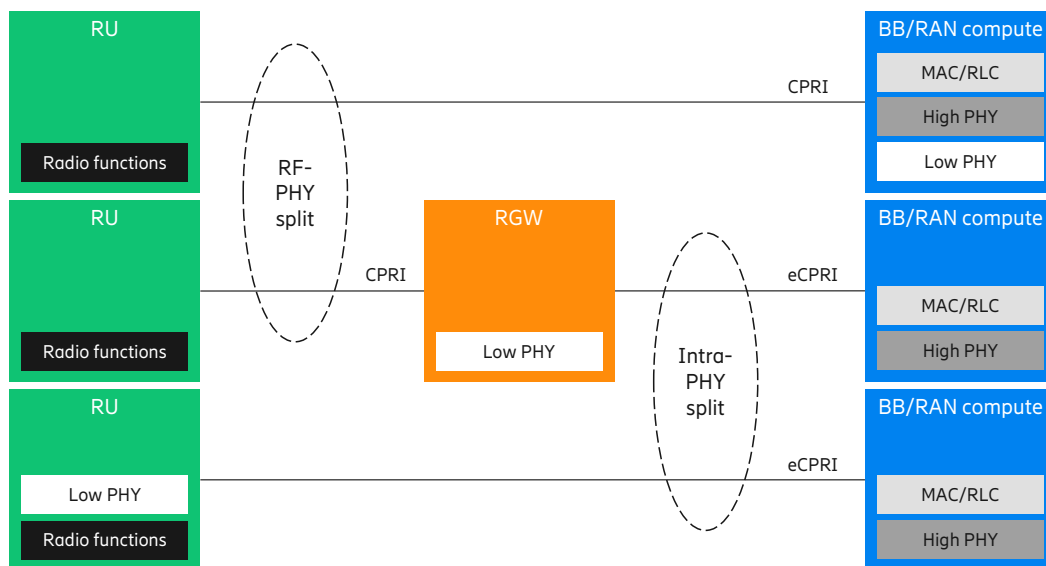 RU
BB/RAN compute
MAC/RLC
CPRI
High PHY
Radio functions
Low PHY
RF-
PHY
split
RU
RGW
BB/RAN compute
CPRI
eCPRI
MAC/RLC
Radio functions
Low PHY
High PHY
Intra-
PHY
split
RU
BB/RAN compute
eCPRI
Low PHY
MAC/RLC
Radio functions
High PHY